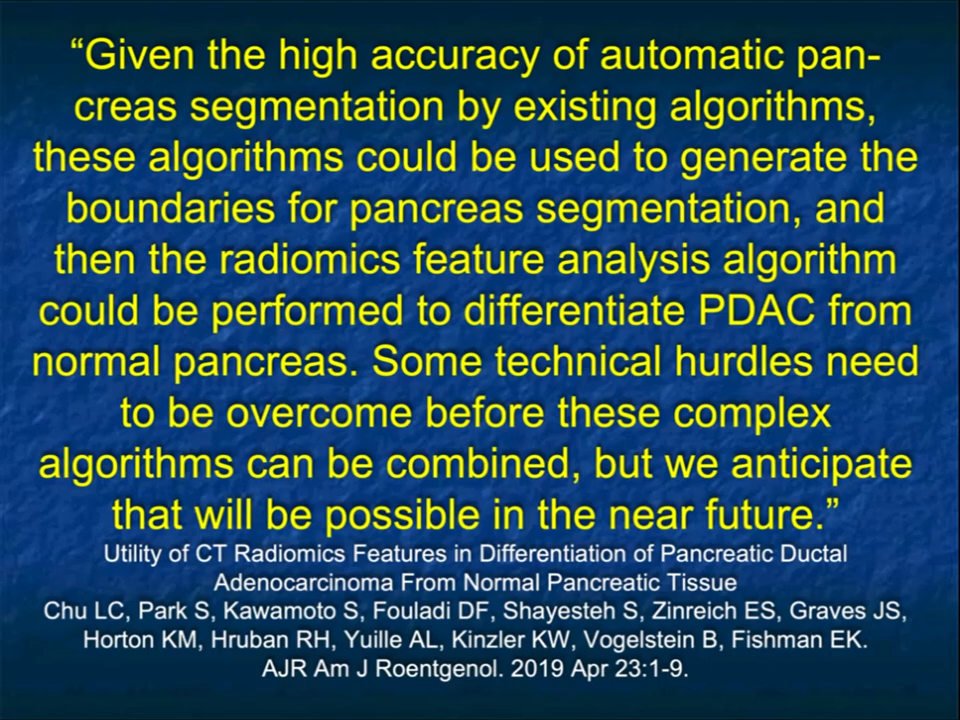 “Given the high accuracy of automatic pan-
creas segmentation by existing algorithms,
these algorithms could be used to generate the
boundaries for pancreas segmentation, and
then the radiomics feature analysis algorithm
could be performed to differentiate PDAC from
normal pancreas. Some technical hurdles need
to be overcome before these complex
algorithms can be combined, but we anticipate
that will be possible in the near future.”
Utility of CT Radiomics Features in Differentiation of Pancreatic Ductal
Adenocarcinoma From Normal Pancreatic Tissue
Chu LC, Park S, Kawamoto S, Fouladi DF, Shayesteh S, Zinreich ES, Graves JS,
Horton KM, Hruban RH, Yuille AL, Kinzler KW, Vogelstein B, Fishman EK.
AJR Am J Roentgenol. 2019 Apr 23:1-9.